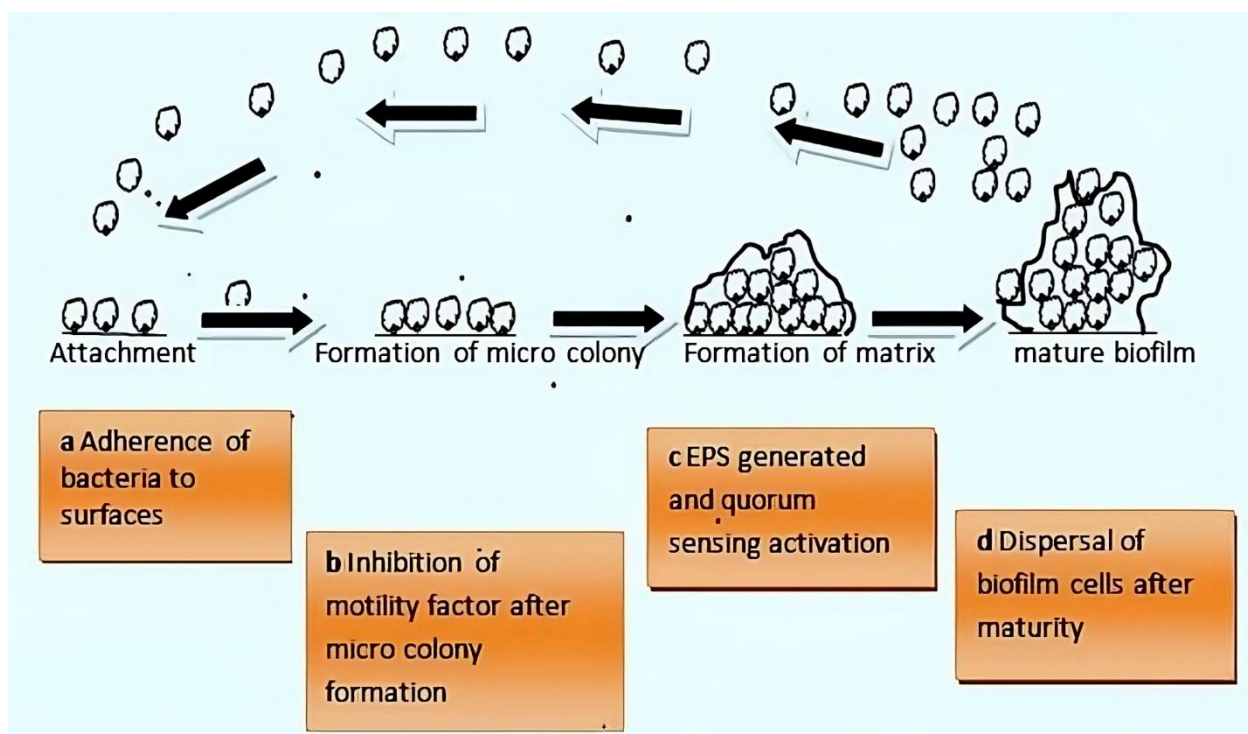 Attachment
Formation of micro colony
Formation of matrix
mature biofilm
a Adherence of
bacteria to
surfaces
b Inhibition of
motility factor after
micro colony
formation
c EPS generated
and quorum
sensing activation
d Dispersal of
biofilm cells after
maturity